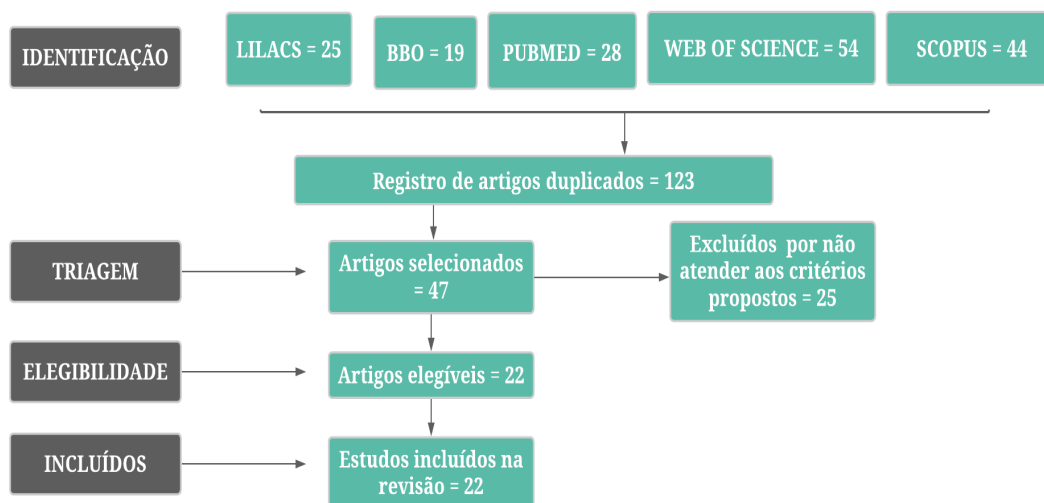 IDENTIFICAÇÃO
LILACS = 25
BBO = 19
PUBMED = 28
WEB OF SCIENCE = 54
SCOPUS = 44
Registro de artigos duplicados = 123
TRIAGEM
Artigos selecionados
= 47
Excluídos por não
atender aos critérios
propostos = 25
ELEGIBILIDADE
Artigos elegíveis = 22
INCLUÍDOS
Estudos incluídos na
revisão = 22